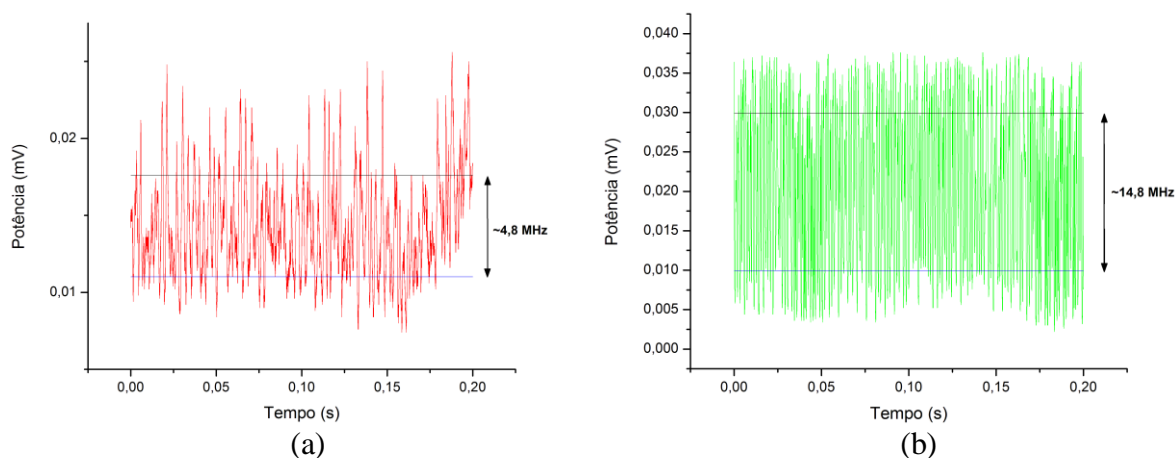 Potência (mV)
0,02
0,01
~4,8 MHz
0,00
0,05
0,10
0,15
0,20
Tempo (s)
(a)
Potência (mV)
0,040
0,035
0,030
0,025
0,020
0,015
0,010
0,005
0,000
~14,8 MHz
0,00
0,05
0,10
0,15
0,20
Tempo (s)
(b)